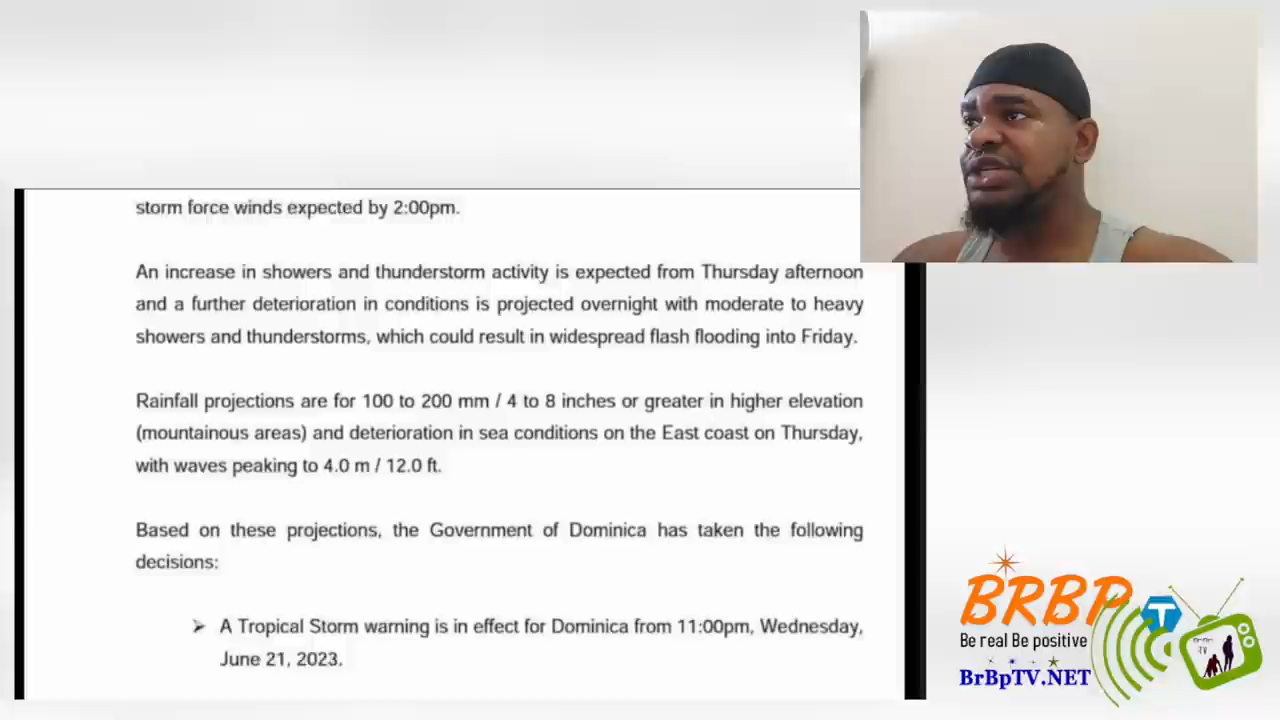 storm force winds expected by 2:00pm.
An increase in showers and thunderstorm activity is expected from Thursday afternoon
and a further deterioration in conditions is projected overnight with moderate to heavy
showers and thunderstorms, which could result in widespread flash flooding into Friday.
Rainfall projections are for 100 to 200 mm / 4 to 8 inches or greater in higher elevation
(mountainous areas) and deterioration in sea conditions on the East coast on Thursday,
with waves peaking to 4.0 m / 12.0 ft.
Based on these projections, the Government of Dominica has taken the following
decisions:
➢ A Tropical Storm warning is in effect for Dominica from 11:00pm, Wednesday,
June 21, 2023.
BRBP T
Be real Be positive
BrBpTV.NET